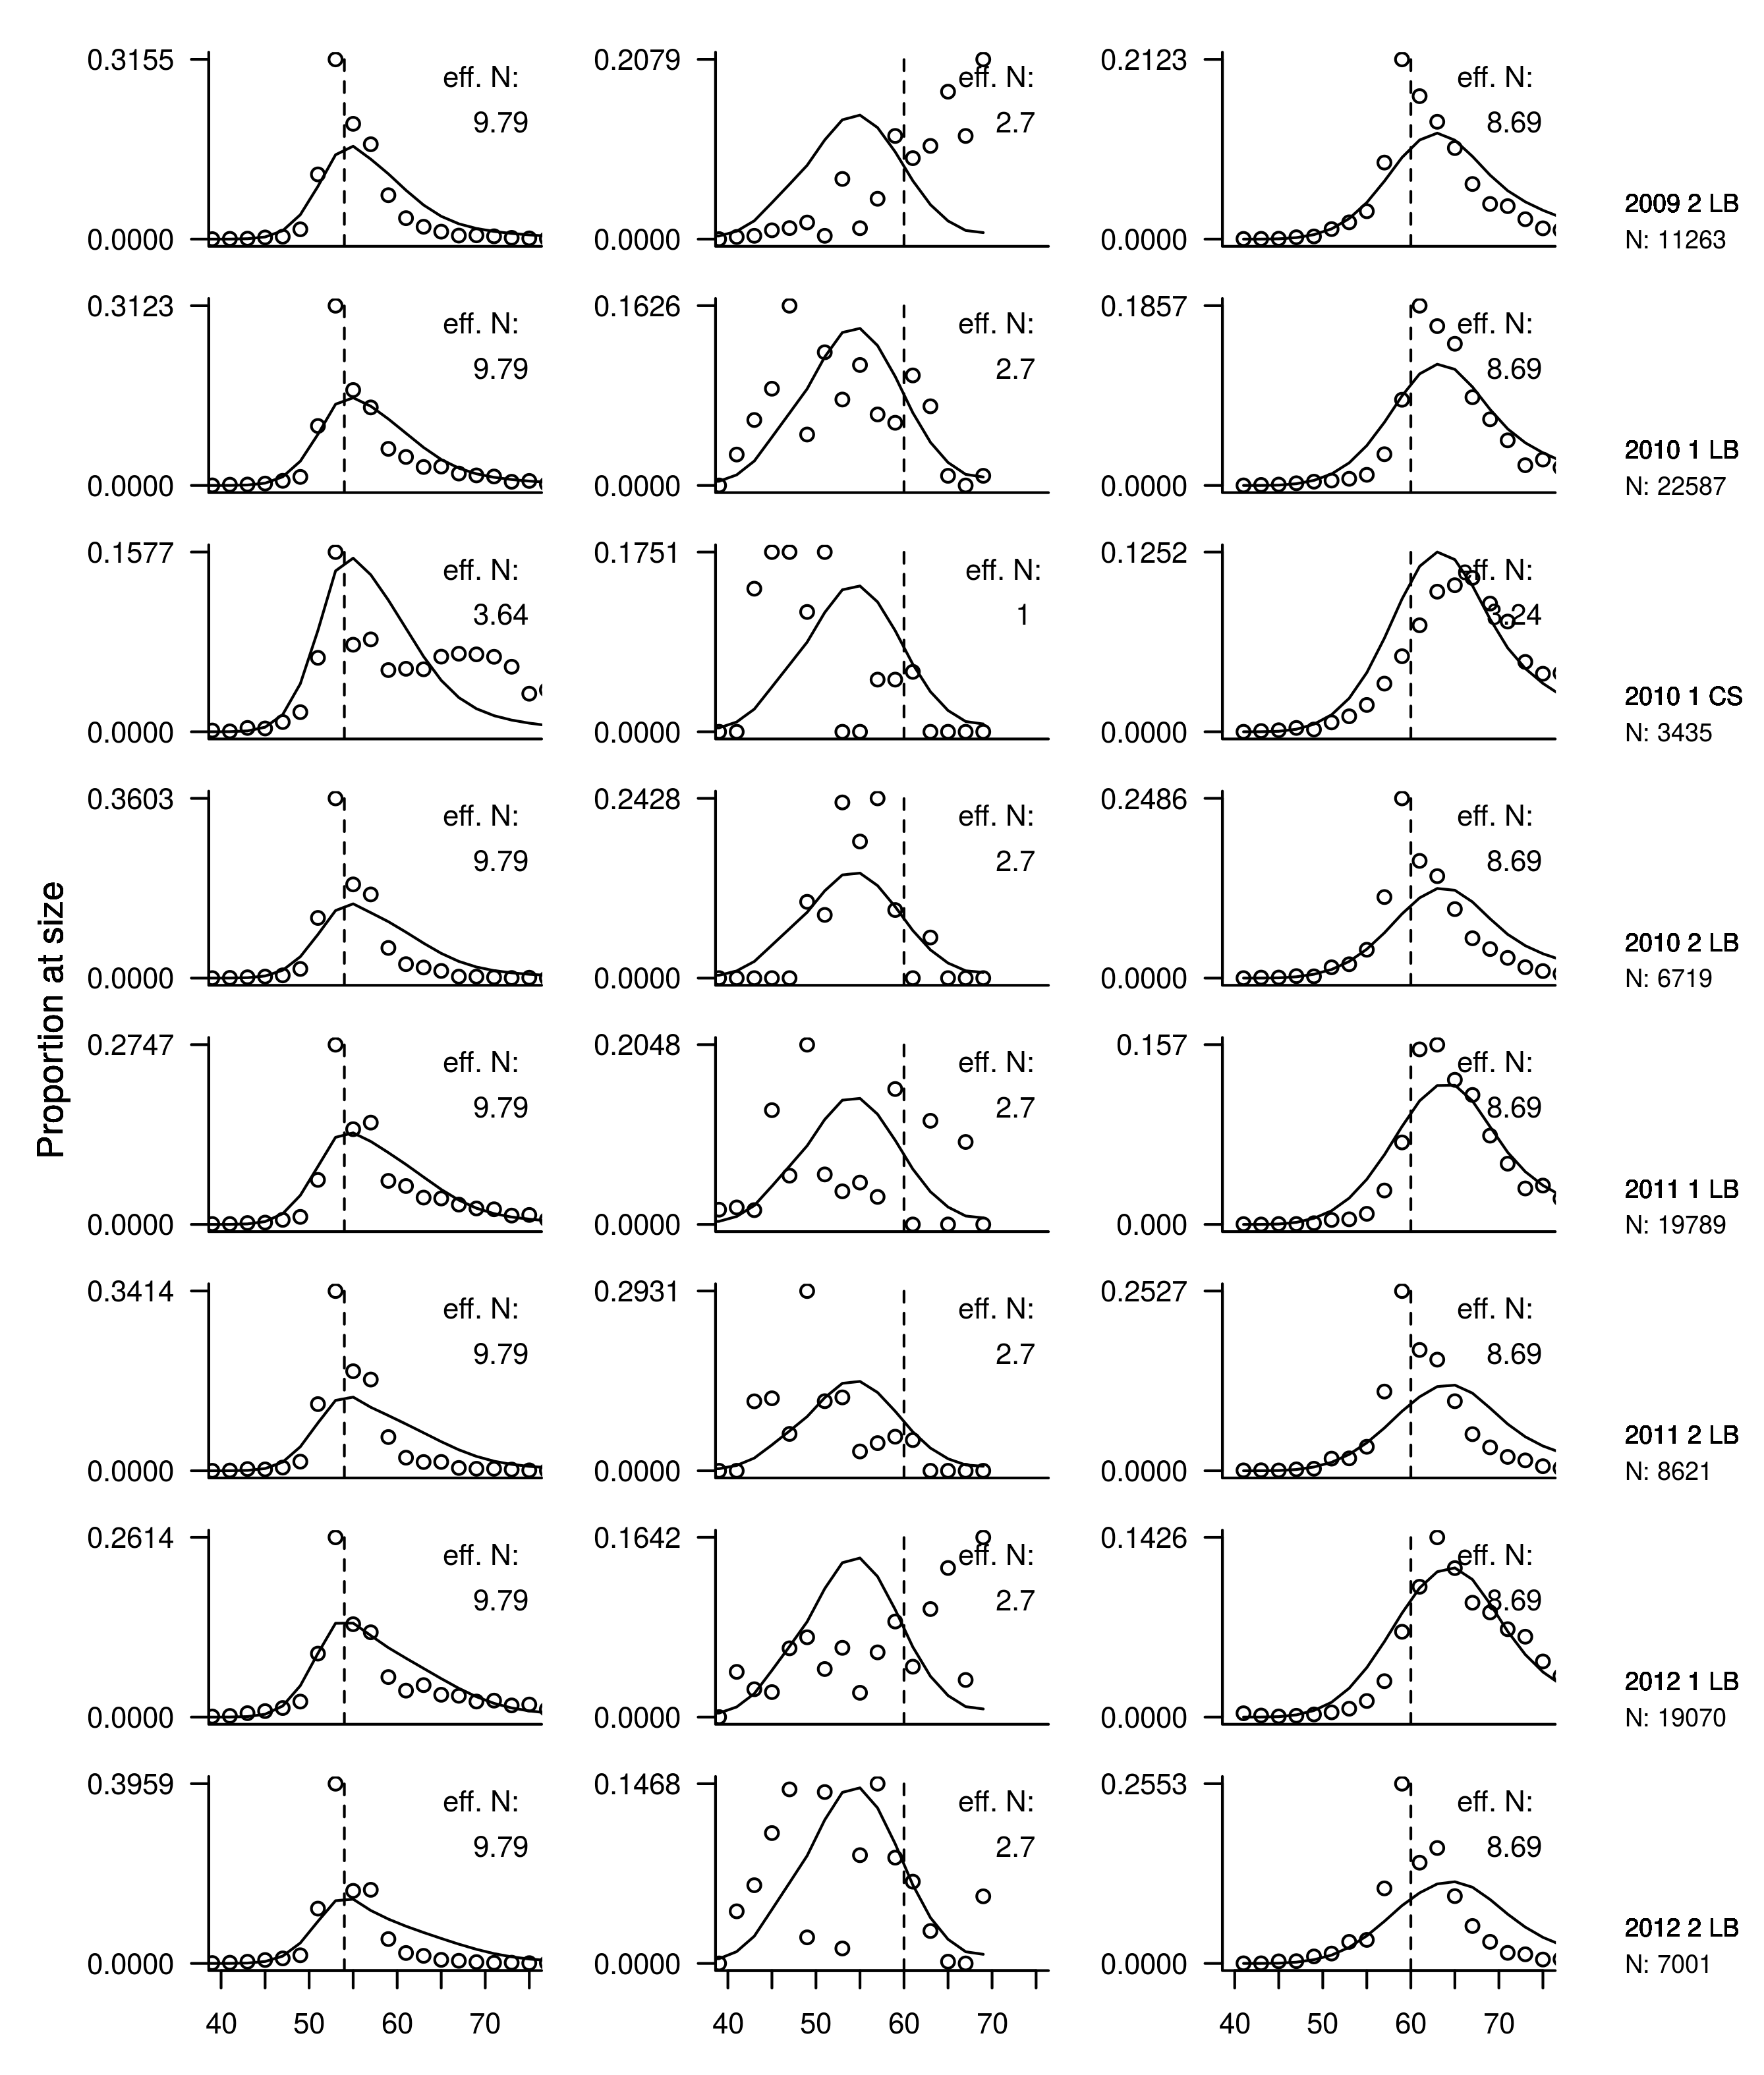 0.3155 eff. N: 0.2079 eff. N: 0.2123 eff. N:
9.79 2.7 8.69
2009 2 LB
0.0000 0.0000 0.0000 N: 11263
0.3123 eff. N: 0.1626 eff. N: 0.1857 eff. N:
9.79 2.7 8.69
2010 1 LB
0.0000 0.0000 0.0000 N: 22587
0.1577 eff. N: 0.1751 eff. N: 0.1252 eff. N:
3.64 1 3.24
2010 1 CS
0.0000 0.0000 0.0000 N: 3435
0.3603 eff. N: 0.2428 eff. N: 0.2486 eff. N:
9.79 2.7 8.69
2010 2 LB
0.0000 0.0000 0.0000 N: 6719
Proportion at size
0.2747 eff. N: 0.2048 eff. N: 0.157 eff. N:
9.79 2.7 8.69
2011 1 LB
0.0000 0.0000 0.000 N: 19789
0.3414 eff. N: 0.2931 eff. N: 0.2527 eff. N:
9.79 2.7 8.69
2011 2 LB
0.0000 0.0000 0.0000 N: 8621
0.2614 eff. N: 0.1642 eff. N: 0.1426 eff. N:
9.79 2.7 8.69
2012 1 LB
0.0000 0.0000 0.0000 N: 19070
0.3959 eff. N: 0.1468 eff. N: 0.2553 eff. N:
9.79 2.7 8.69
2012 2 LB
0.0000 0.0000 0.0000 N: 7001
40 50 60 70 40 50 60 70 40 50 60 70